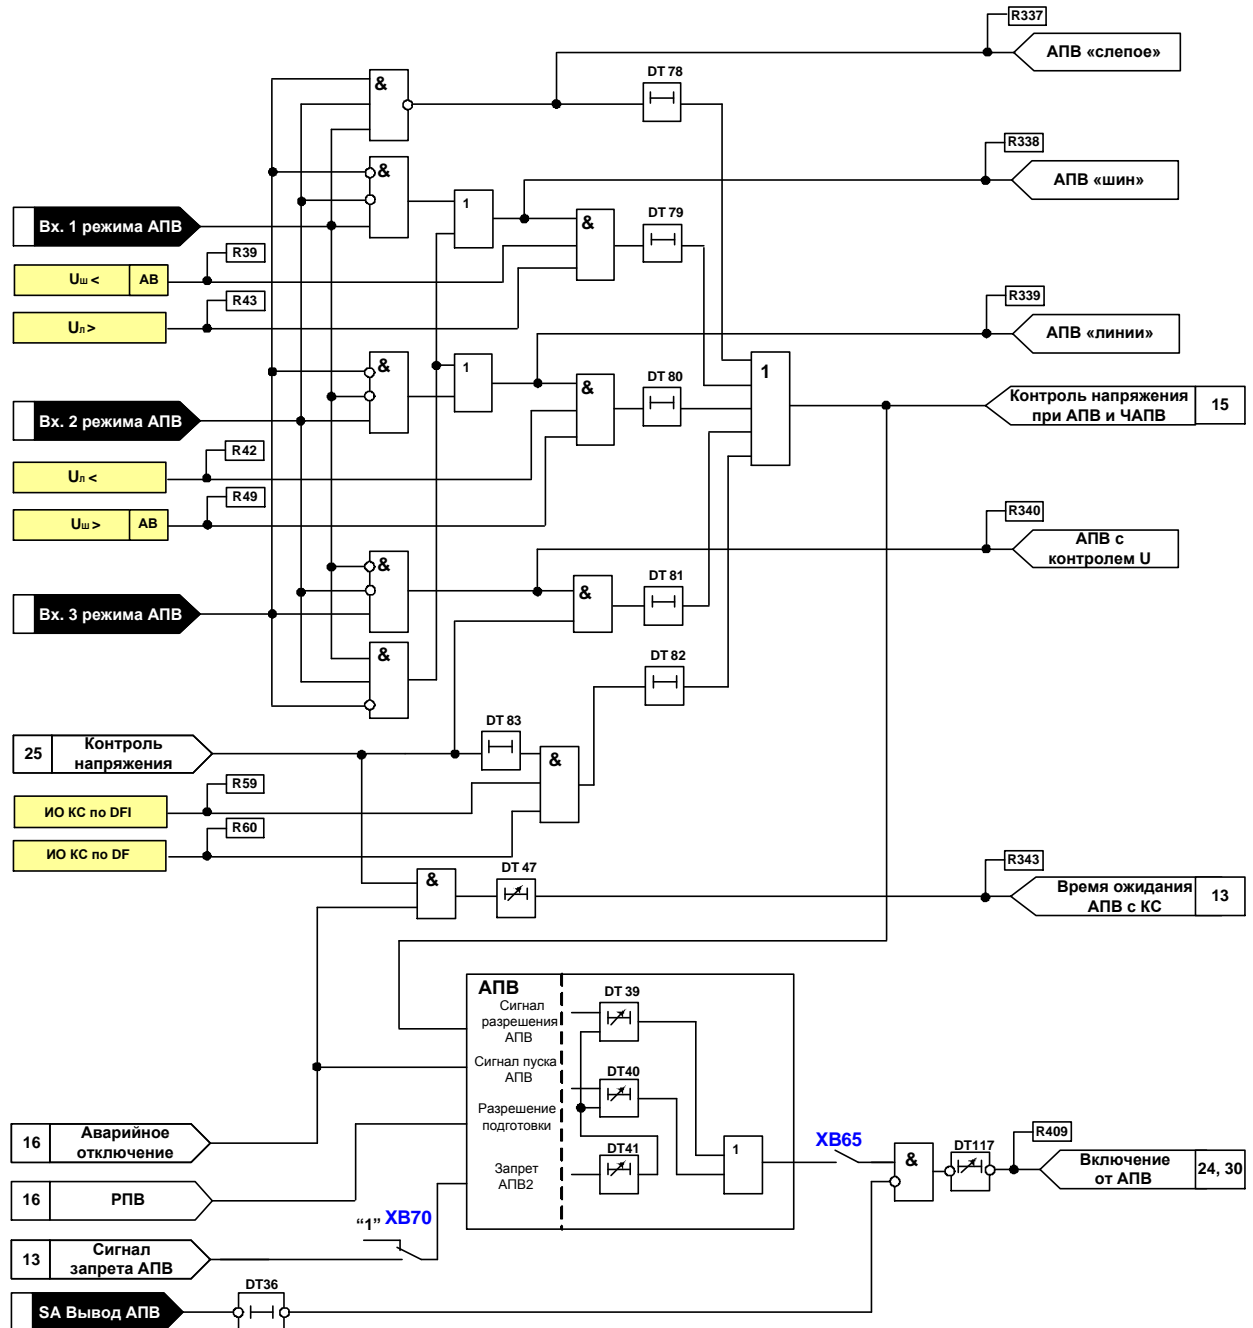 R337
АПВ «слепое»
DT 78
&
R338
&
АПВ «шин»
1
DT 79
Вх. 1 режима АПВ
&
R39
Uш <
АВ
R43
Uл >
R339
АПВ «линии»
&
1
1
DT 80
&
Контроль напряжения
при АПВ и ЧАПВ
15
Вх. 2 режима АПВ
R42
Uл <
R49
Uш >
АВ
R340
АПВ с
контролем U
&
DT 81
&
Вх. 3 режима АПВ
&
DT 82
DT 83
25
Контроль
напряжения
&
R59
ИО КС по DFI
R60
ИО КС по DF
R343
DT 47
&
Время ожидания
АПВ с КС
13
АПВ
DT 39
Сигнал
разрешения
АПВ
Сигнал пуска
АПВ
DT40
Разрешение
подготовки
16
Аварийное
отключение
DT41
1
XB65
R409
DT117
&
Запрет
АПВ2
Включение
от АПВ
24, 30
16
РПВ
“1”
XB70
13
Сигнал
запрета АПВ
DT36
SA Вывод АПВ